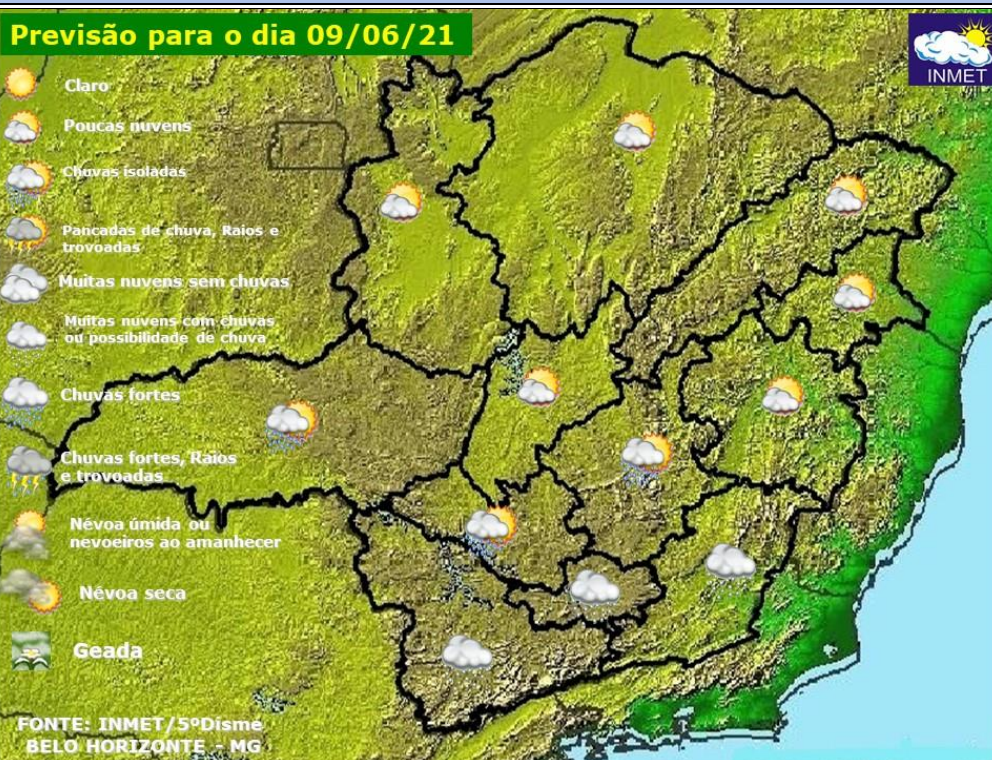 Previsão para o dia 09/06/21
INMET
Claro
Poucas nuvens
Chuvas isoladas
Pancadas de chuva, Raios e
trovoadas
Muitas nuvens sem chuvas
Muitas nuvens com chuvas
ou possibilidade de chuva
Chuvas fortes
Chuvas fortes, Raios
e trovoadas
Névoa úmida ou
nevoeiros ao amanhecer
Névoa seca
Geada
FONTE: INMET/5ºDisme
BELO HORIZONTE - MG